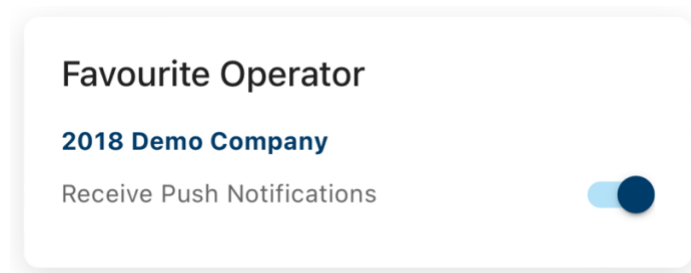 Favourite Operator
2018 Demo Company
Receive Push Notifications